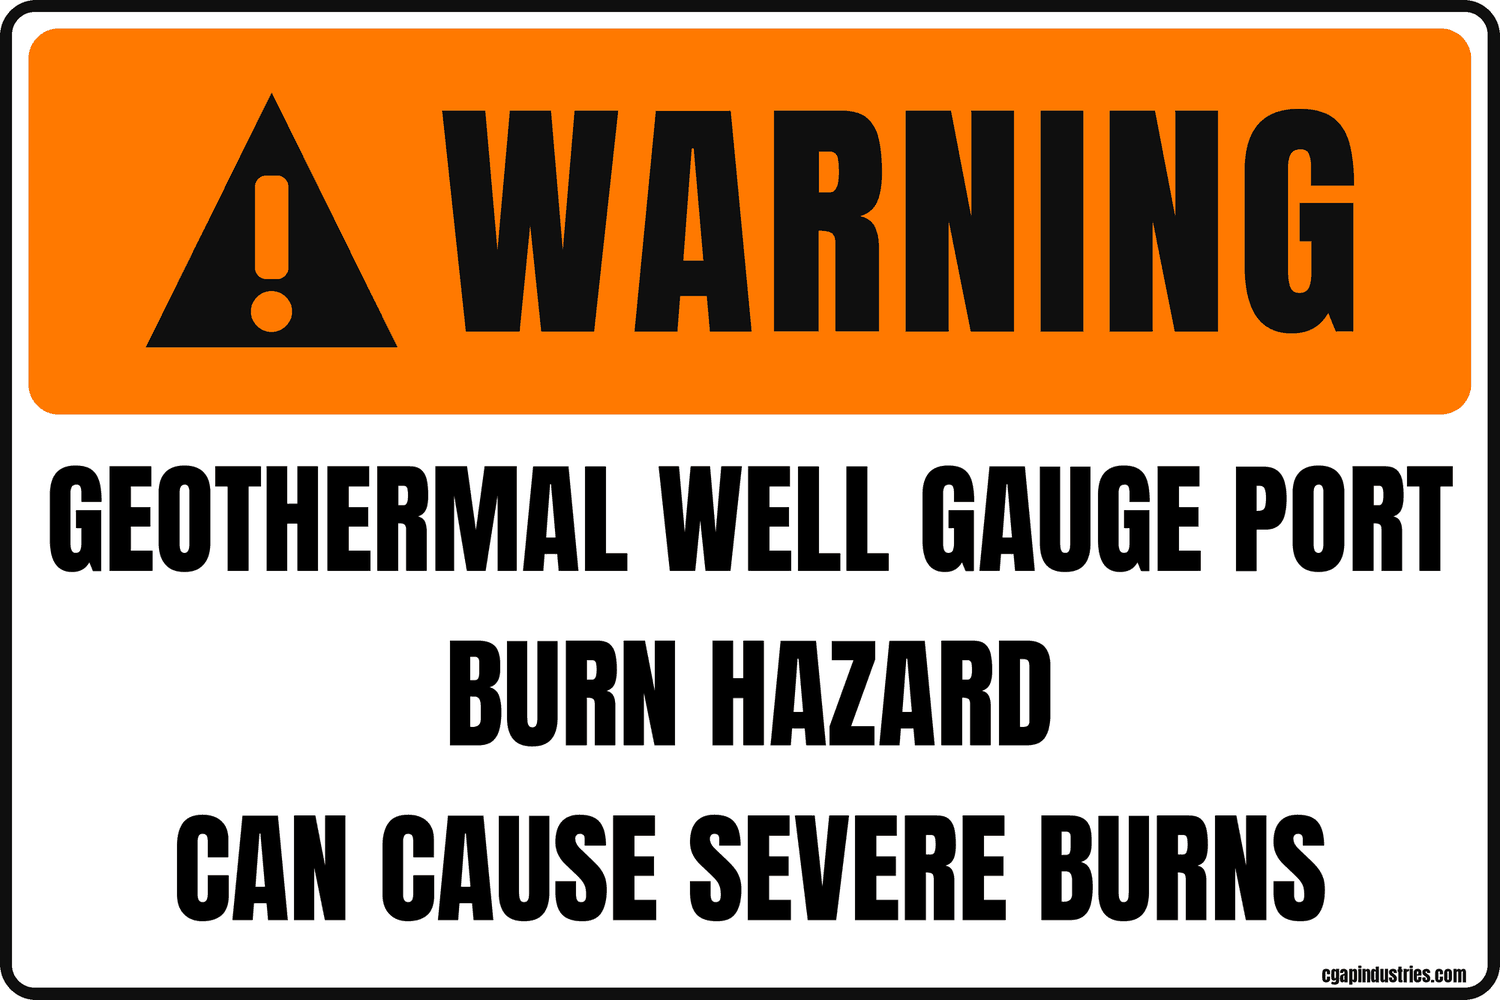 WARNING
GEOTHERMAL WELL GAUGE PORT
BURN HAZARD
CAN CAUSE SEVERE BURNS
cgapindustries.com